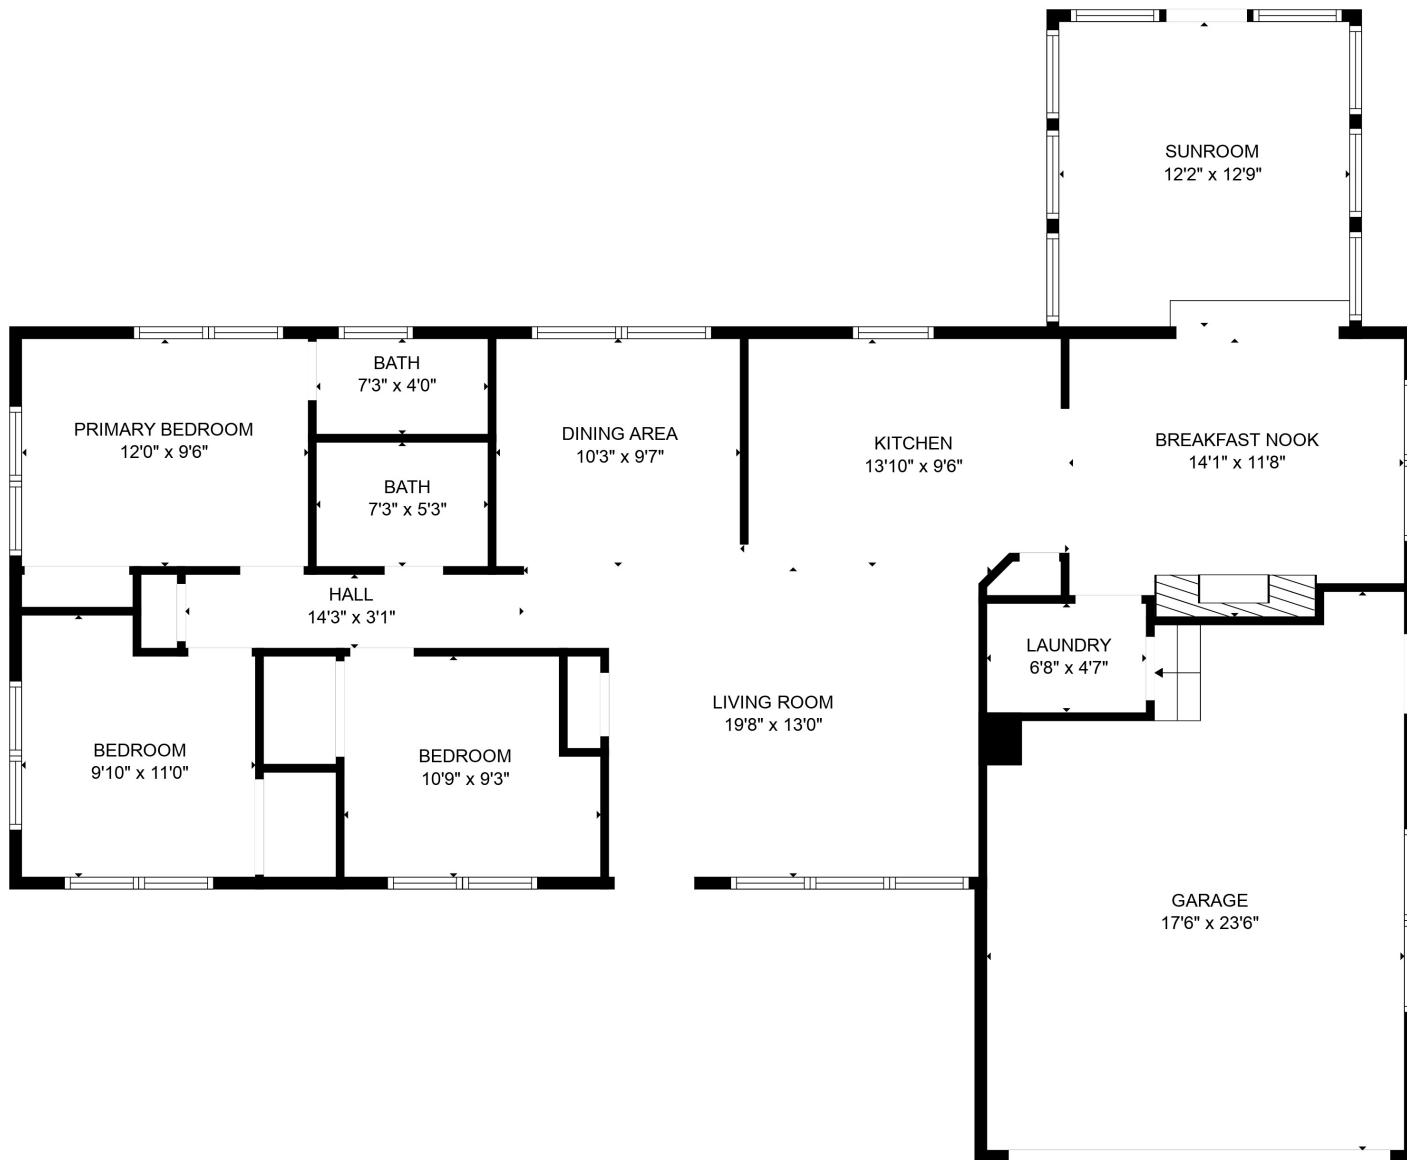 SUNROOM
12'2" x 12'9"
BATH
7'3" x 4'0"
PRIMARY BEDROOM
12'0" x 9'6"
DINING AREA
10'3" x 9'7"
KITCHEN
13'10" x 9'6"
BREAKFAST NOOK
14'1" x 11'8"
BATH
7'3" x 5'3"
HALL
14'3" x 3'1"
LAUNDRY
6'8" x 4'7"
LIVING ROOM
19'8" x 13'0"
BEDROOM
9'10" x 11'0"
BEDROOM
10'9" x 9'3"
GARAGE
17'6" x 23'6"